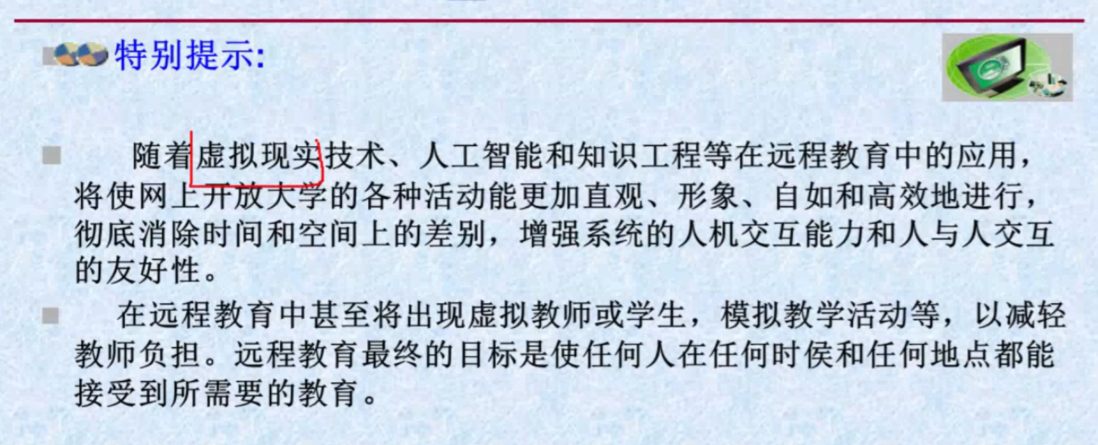 特别提示:
随着虚拟现实技术、人工智能和知识工程等在远程教育中的应用，
将使网上开放大学的各种活动能更加直观、形象、自如和高效地进行，
彻底消除时间和空间上的差别，增强系统的人机交互能力和人与人交互
的友好性。
在远程教育中甚至将出现虚拟教师或学生，模拟教学活动等，以减轻
教师负担。远程教育最终的目标是使任何人在任何时侯和任何地点都能
接受到所需要的教育。